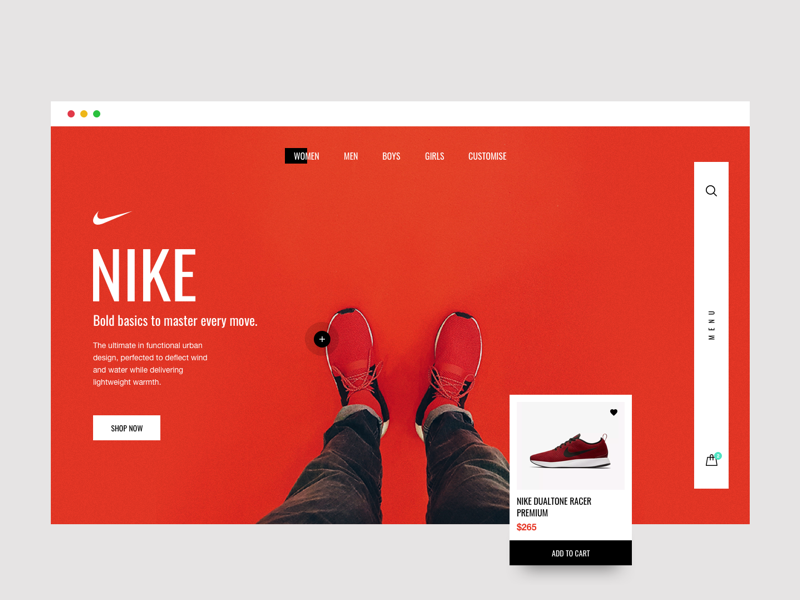 WOMEN MEN BOYS GIRLS CUSTOMISE
NIKE
Bold basics to master every move.
The ultimate in functional urban
design, perfected to deflect wind
and water while delivering
lightweight warmth.
SHOP NOW
MENU
NIKE DUALTONE RACER
PREMIUM
$265
ADD TO CART